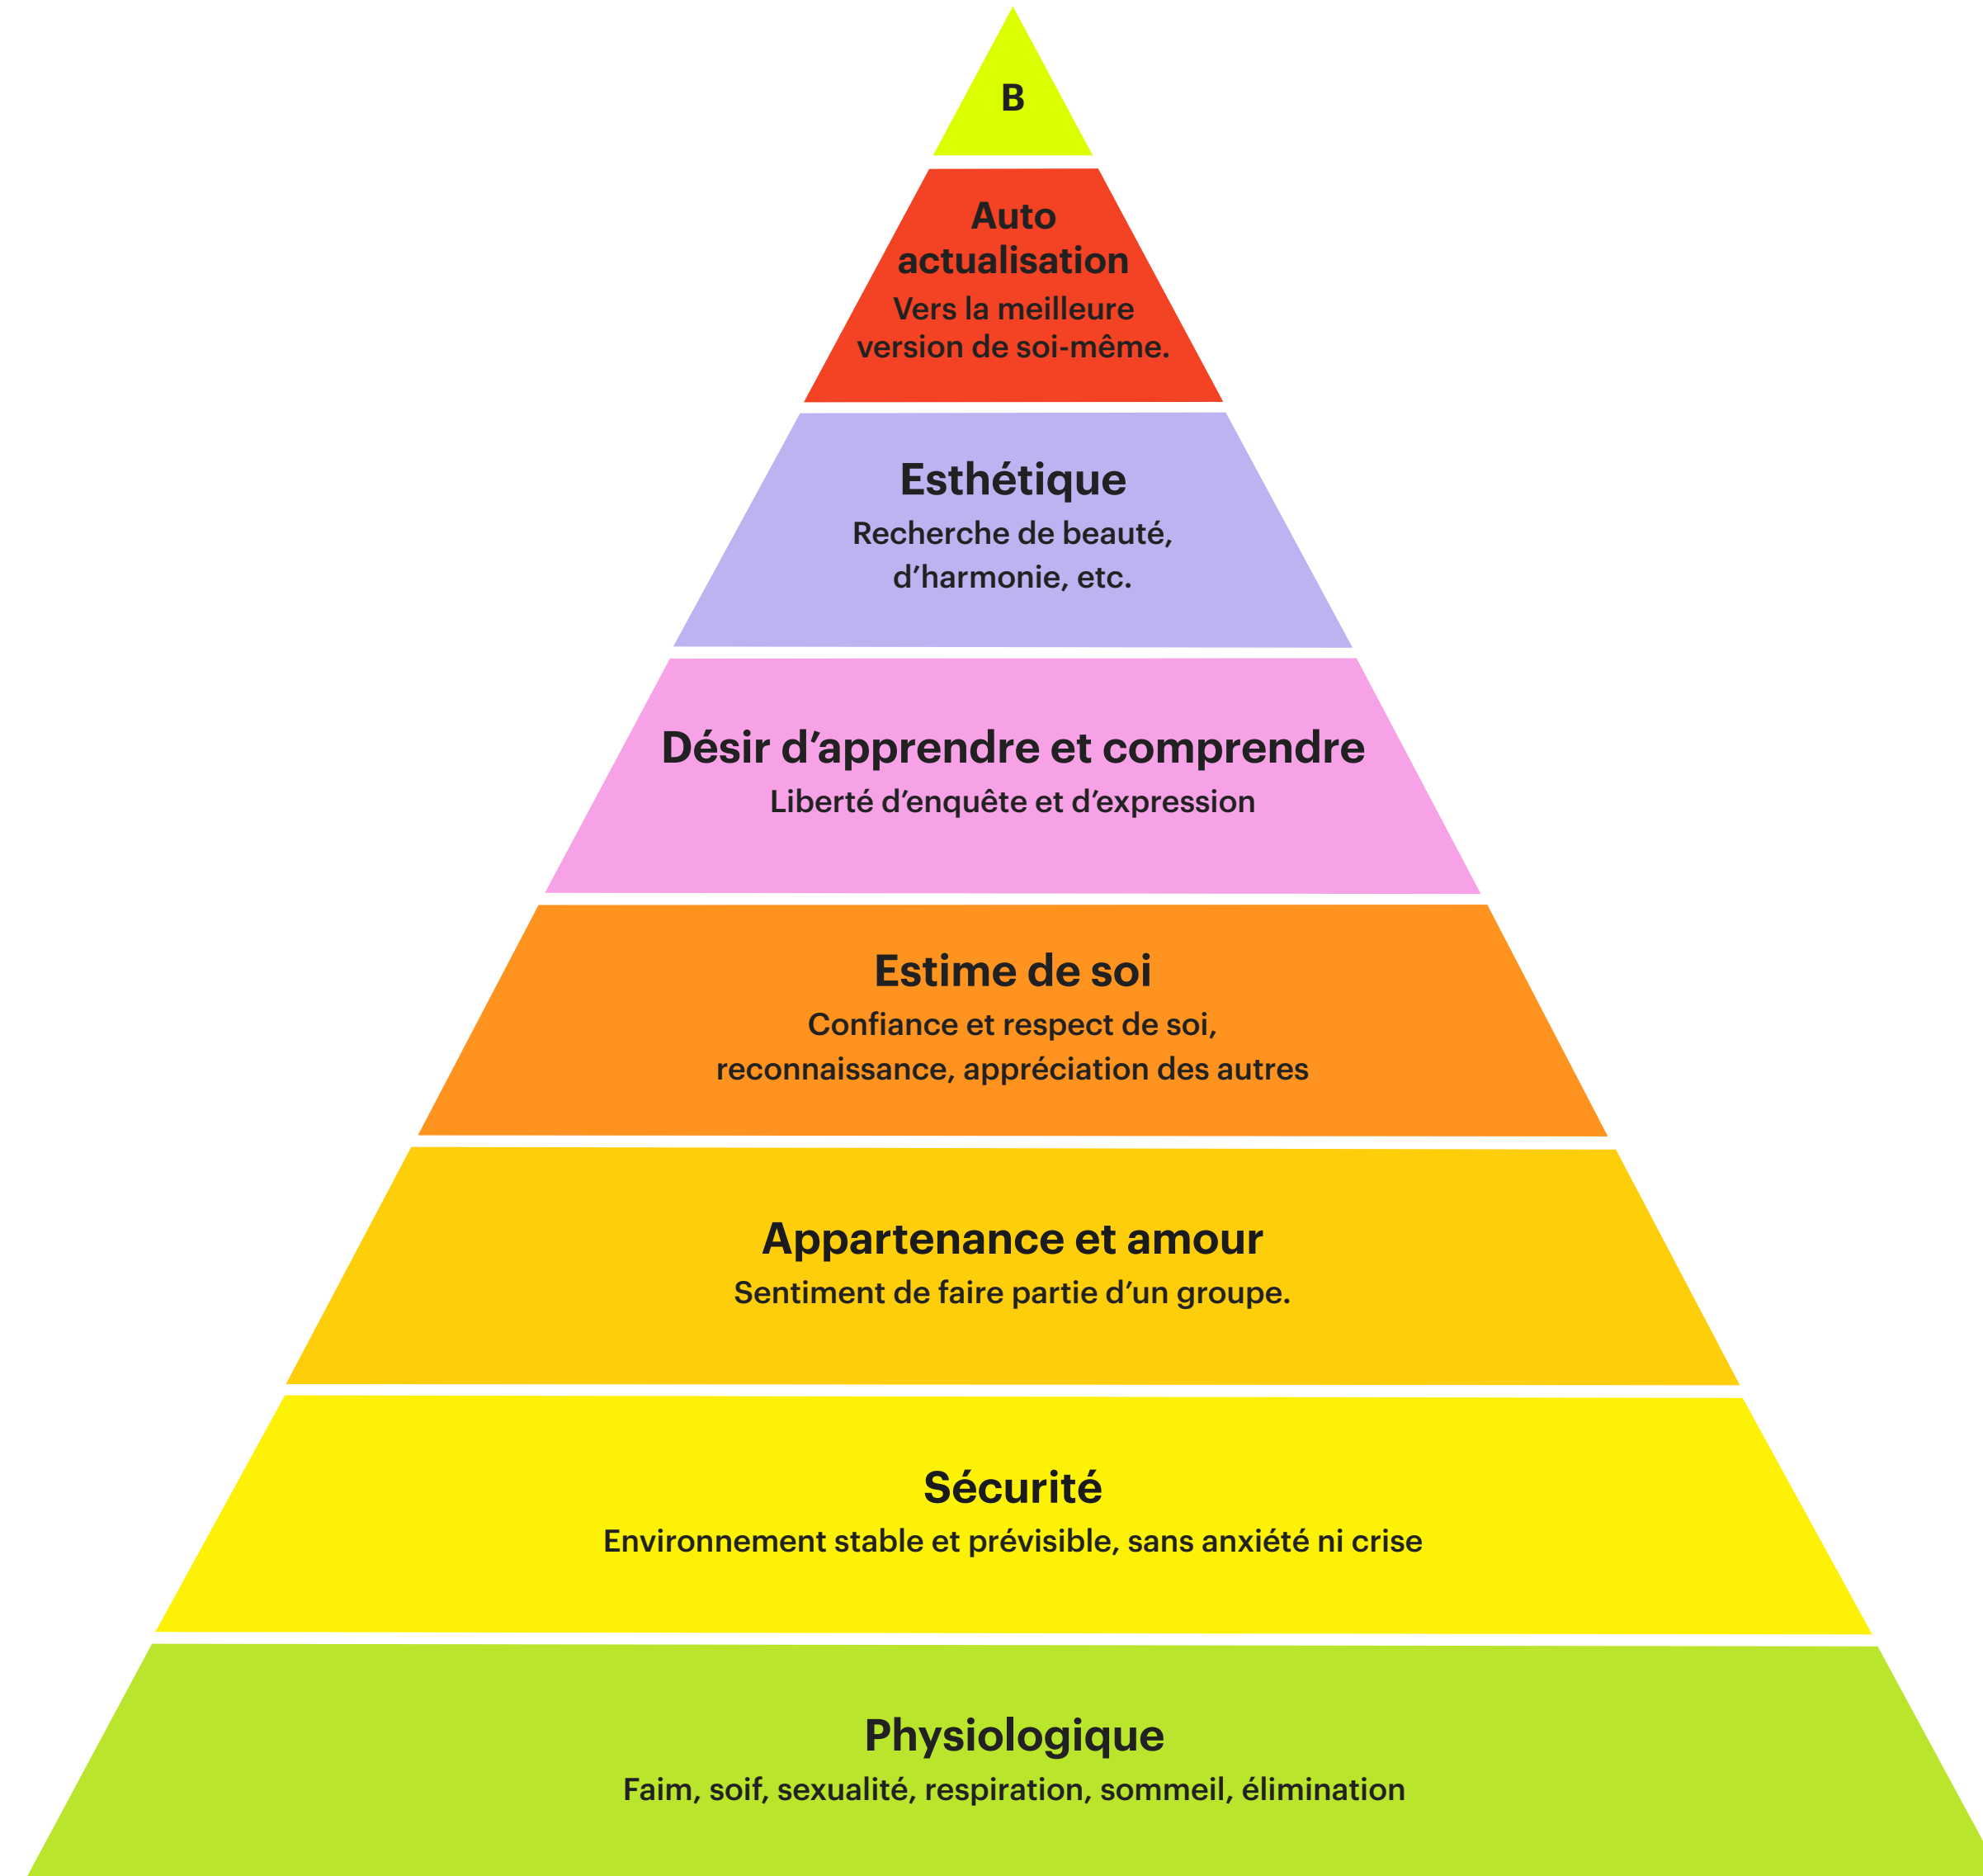 B
Auto
actualisation
Vers la meilleure
version de soi-même.
Esthétique
Recherche de beauté,
d’harmonie, etc.
Désir d’apprendre et comprendre
Liberté d’enquête et d’expression
Estime de soi
Confiance et respect de soi,
reconnaissance, appréciation des autres
Appartenance et amour
Sentiment de faire partie d’un groupe.
Sécurité
Environnement stable et prévisible, sans anxiété ni crise
Physiologique
Faim, soif, sexualité, respiration, sommeil, élimination